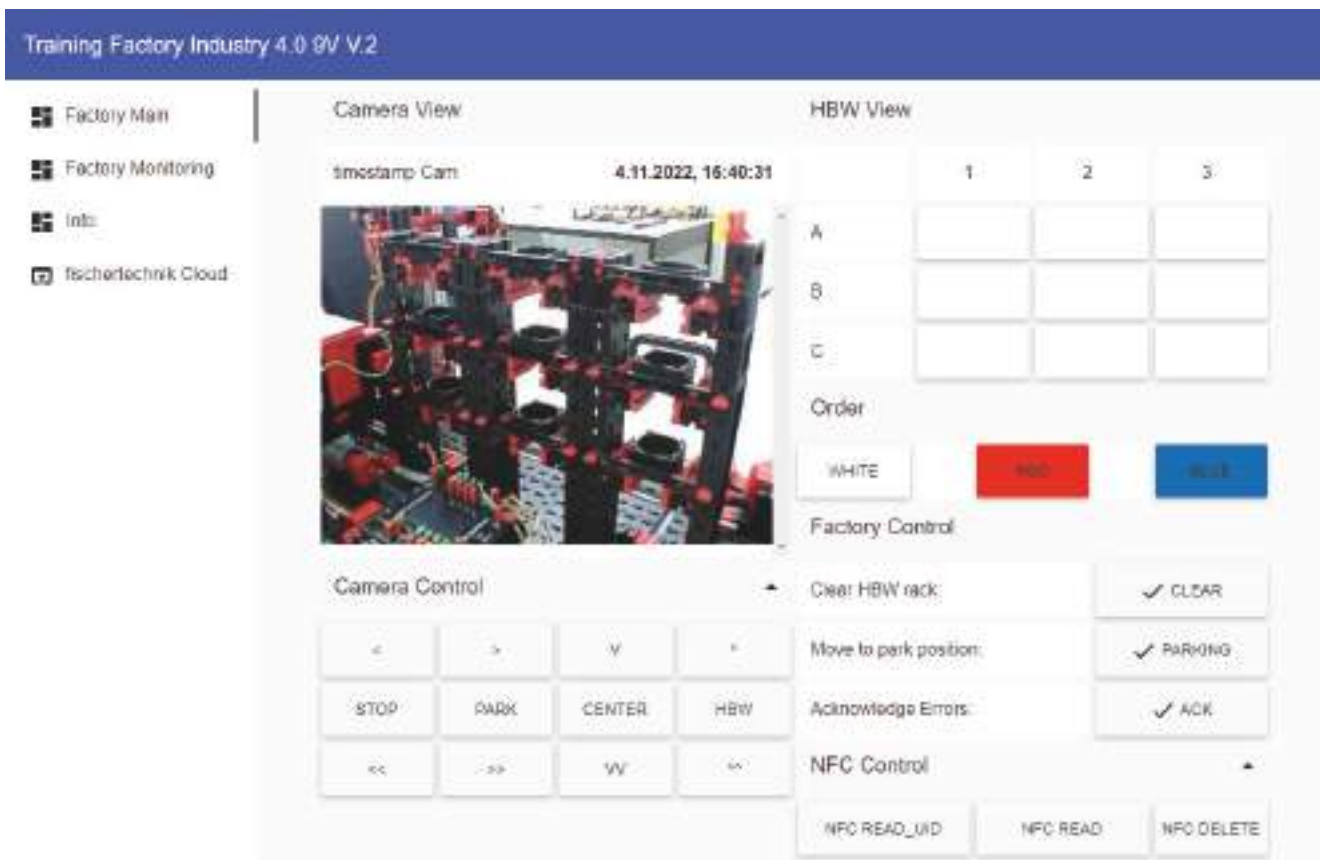 Training Factory Industry 4.0 9V V.2
Factory Main
Factory Monitoring
Info
fischertechnik Cloud
Camera View
timestamp Cam 4.11.2022, 16:40:31
Camera Control
< > V ^
STOP PARK CENTER HBW
<< >> VV ^^
HBW View
1 2 3
A
B
C
Order
WHITE RED BLUE
Factory Control
Clear HBW rack: CLEAR
Move to park position: PARKING
Acknowledge Errors: ACK
NFC Control
NFC READ_UID NFC READ NFC DELETE